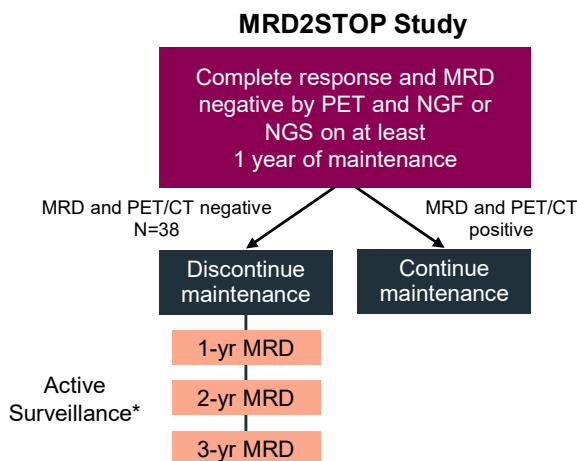 MRD2STOP Study
Complete response and MRD
negative by PET and NGF or
NGS on at least
1 year of maintenance
MRD and PET/CT negative
N=38
MRD and PET/CT
positive
Discontinue
maintenance
Continue
maintenance
1-yr MRD
Active
Surveillance*
2-yr MRD
3-yr MRD